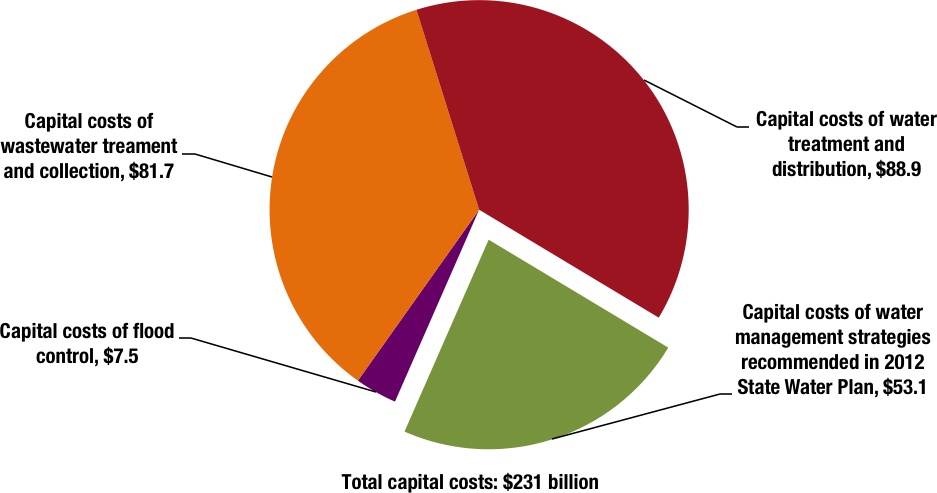 Capital costs of
wastewater treament
and collection, $81.7
Capital costs of water
treatment and
distribution, $88.9
Capital costs of flood
control, $7.5
Capital costs of water
management strategies
recommended in 2012
State Water Plan, $53.1
Total capital costs: $231 billion